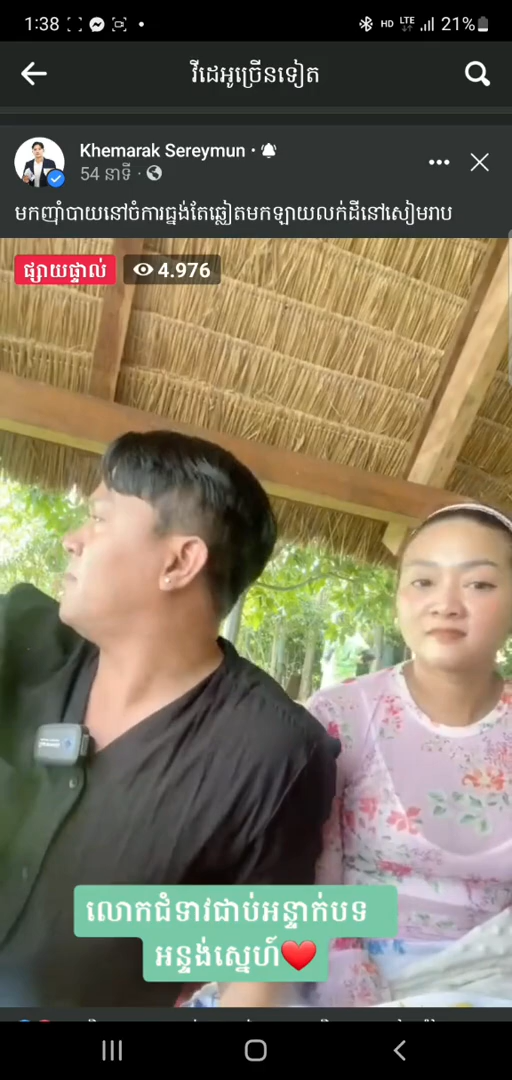 1:38
HD LTE 21%
វីដេអូច្រើនទៀត
Khemarak Sereymun ·
54 នាទី ·
មកញ៉ាំបាយនៅចំការធ្នង់តែឆ្លៀតមកឡាយលក់ដីនៅសៀមរាប
ផ្សាយផ្ទាល់ 4.976
លោកជំទាវជាប់អន្ទាក់បទ
អន្ទង់ស្នេហ៍❤️